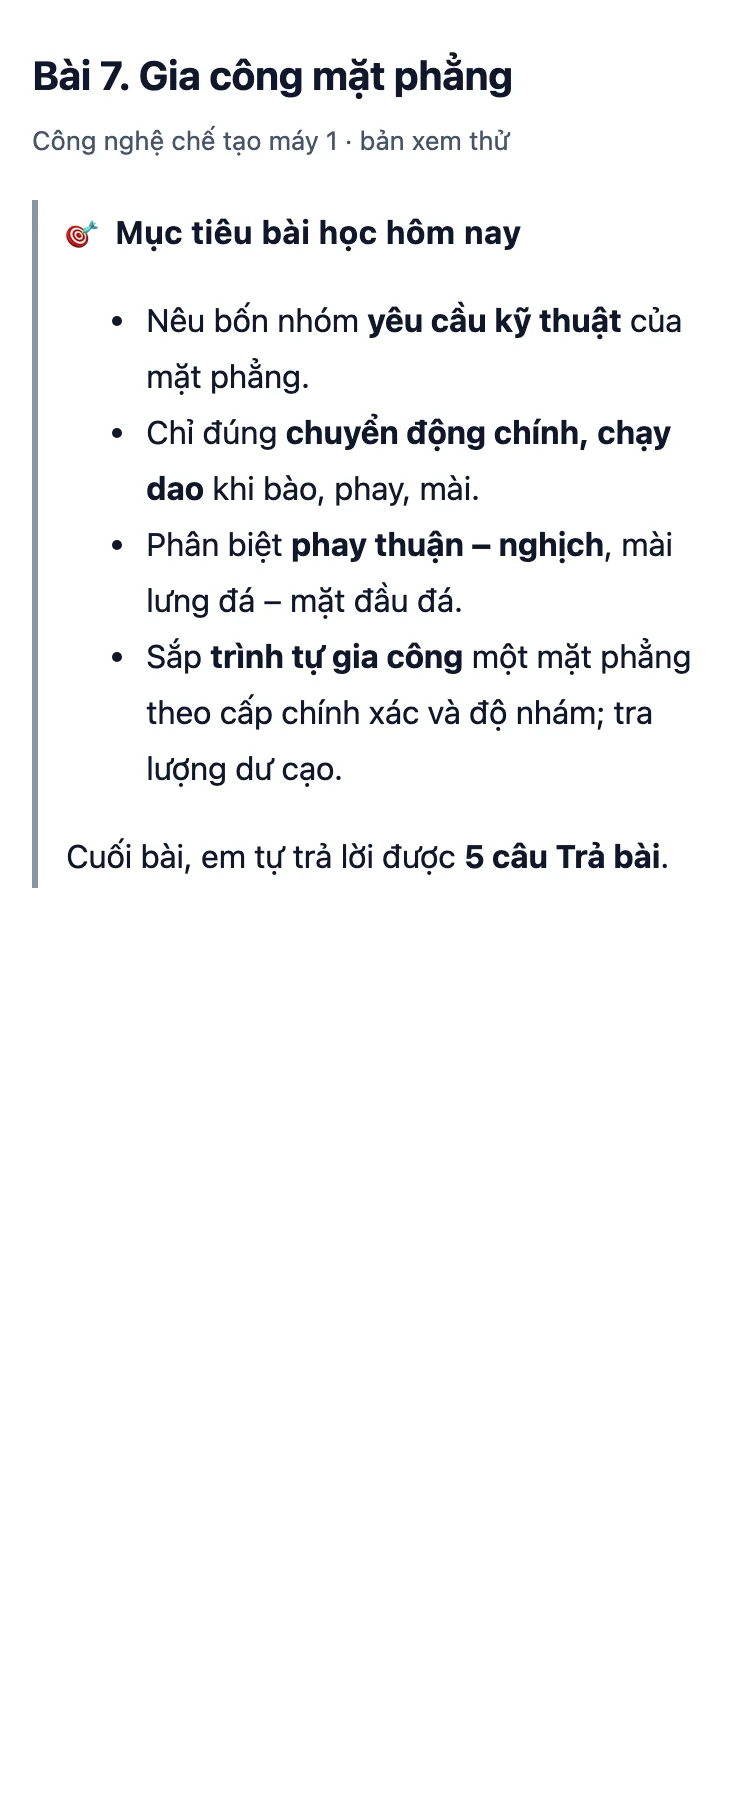 Bài 7. Gia công mặt phẳng
Công nghệ chế tạo máy 1 · bản xem thử
🎯 Mục tiêu bài học hôm nay
• Nêu bốn nhóm yêu cầu kỹ thuật của
mặt phẳng.
• Chỉ đúng chuyển động chính, chạy
dao khi bào, phay, mài.
• Phân biệt phay thuận – nghịch, mài
lưng đá – mặt đầu đá.
• Sắp trình tự gia công một mặt phẳng
theo cấp chính xác và độ nhám; tra
lượng dư cạo.
Cuối bài, em tự trả lời được 5 câu Trả bài.